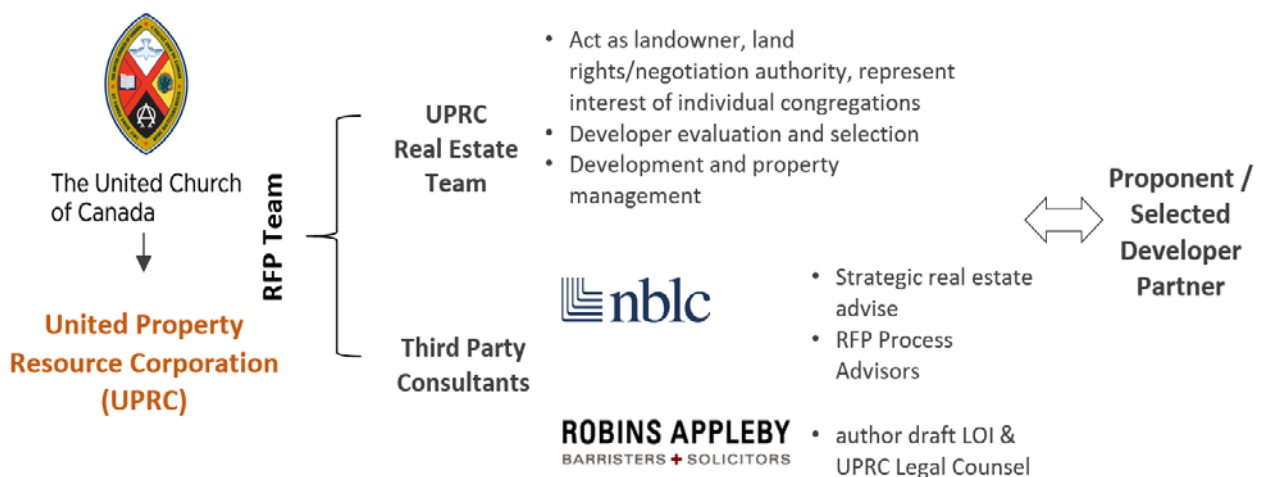 The United Church
of Canada
United Property
Resource Corporation
(UPRC)
RFP Team
UPRC
Real Estate
Team
• Act as landowner, land
rights/negotiation authority, represent
interest of individual congregations
• Developer evaluation and selection
• Development and property
management
Third Party
Consultants
nblc
• Strategic real estate
advise
• RFP Process
Advisors
ROBINS APPLEBY
BARRISTERS + SOLICITORS
• author draft LOI &
UPRC Legal Counsel
Proponent /
Selected
Developer
Partner